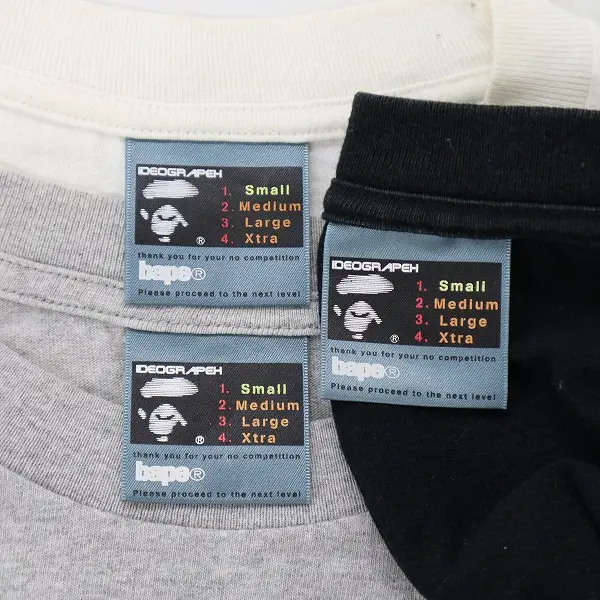 IDEOGRAPEH
1. Small
2. Medium
3. Large
4. Xtra
®
thank you for your no competition
bape®
Please proceed to the next level
IDEOGRAPEH
1. Small
2. Medium
3. Large
4. Xtra
®
thank you for your no competition
bape®
Please proceed to the next level
IDEOGRAPEH
1. Small
2. Medium
3. Large
4. Xtra
®
thank you for your no competition
bape®
Please proceed to the next level